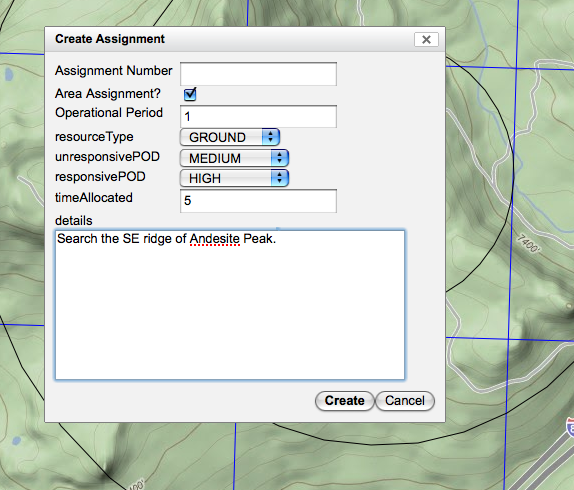 Create Assignment
Assignment Number
Area Assignment?
Operational Period 1
resourceType GROUND
unresponsivePOD MEDIUM
responsivePOD HIGH
timeAllocated 5
details
Search the SE ridge of Andesite Peak.
Create Cancel
7400'
00'